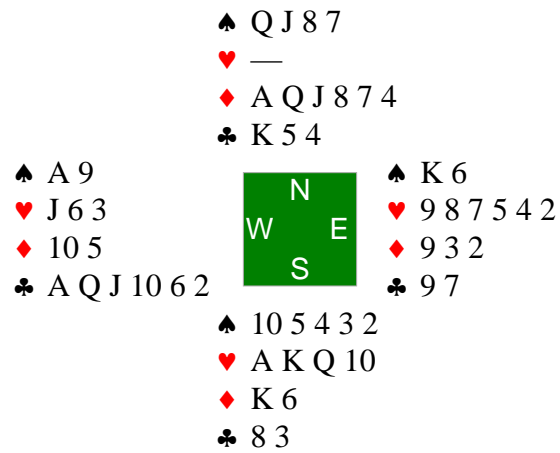 ♠ Q J 8 7
♥ —
♦ A Q J 8 7 4
♣ K 5 4
♠ A 9
♥ J 6 3
♦ 10 5
♣ A Q J 10 6 2
N
W E
S
♠ K 6
♥ 9 8 7 5 4 2
♦ 9 3 2
♣ 9 7
♠ 10 5 4 3 2
♥ A K Q 10
♦ K 6
♣ 8 3